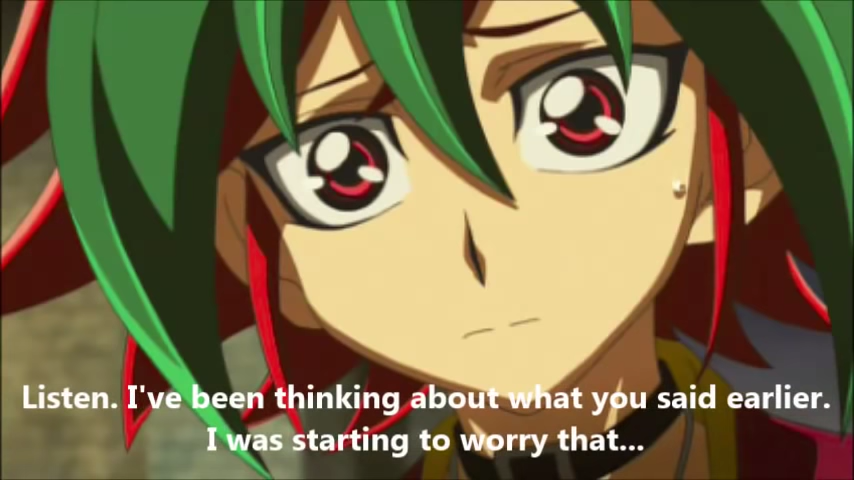 Listen. I've been thinking about what you said earlier.
I was starting to worry that...